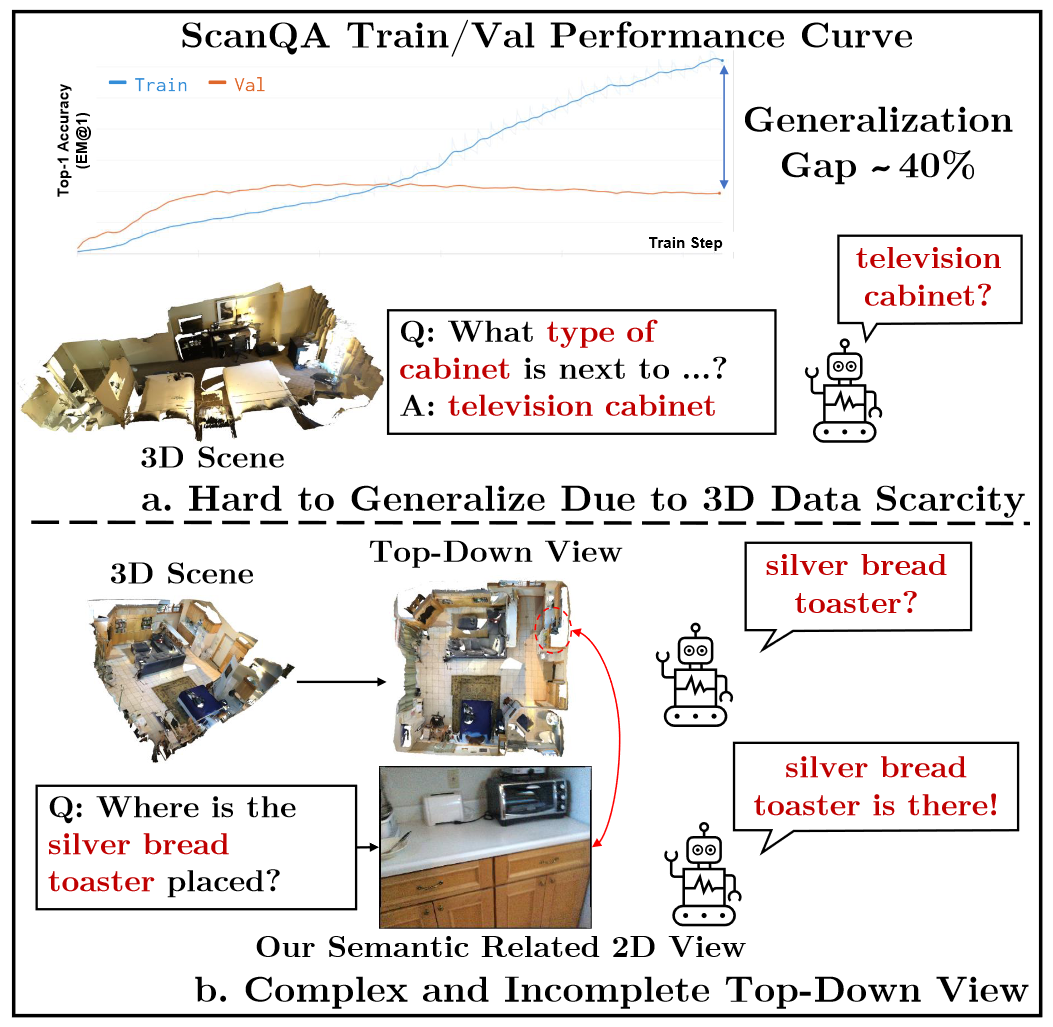 ScanQA Train/Val Performance Curve
Train Val
Top-1 Accuracy
(EM@1)
Generalization
Gap ~ 40%
Train Step
television
cabinet?
Q: What type of
cabinet is next to ...?
A: television cabinet
3D Scene
a. Hard to Generalize Due to 3D Data Scarcity
Top-Down View
3D Scene
silver bread
toaster?
Q: Where is the
silver bread
toaster placed?
silver bread
toaster is there!
Our Semantic Related 2D View
b. Complex and Incomplete Top-Down View